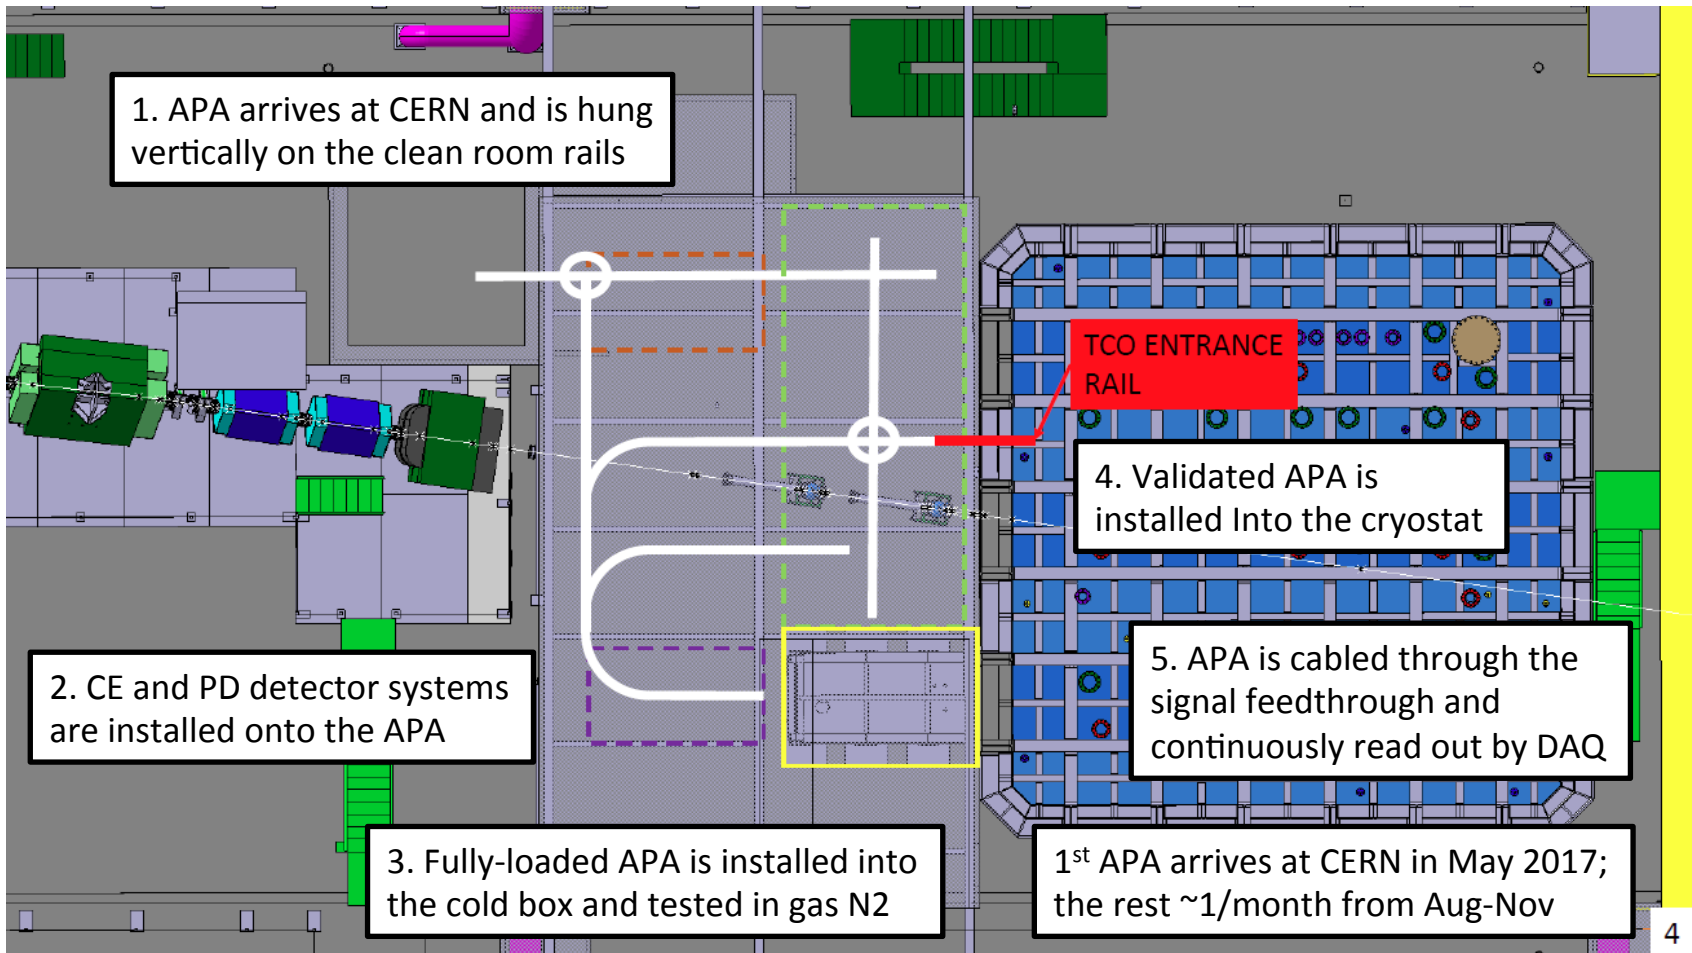 1. APA arrives at CERN and is hung
vertically on the clean room rails
TCO ENTRANCE
RAIL
4. Validated APA is
installed Into the cryostat
2. CE and PD detector systems
are installed onto the APA
5. APA is cabled through the
signal feedthrough and
continuously read out by DAQ
3. Fully-loaded APA is installed into
the cold box and tested in gas N2
1st APA arrives at CERN in May 2017;
the rest ~1/month from Aug-Nov
4